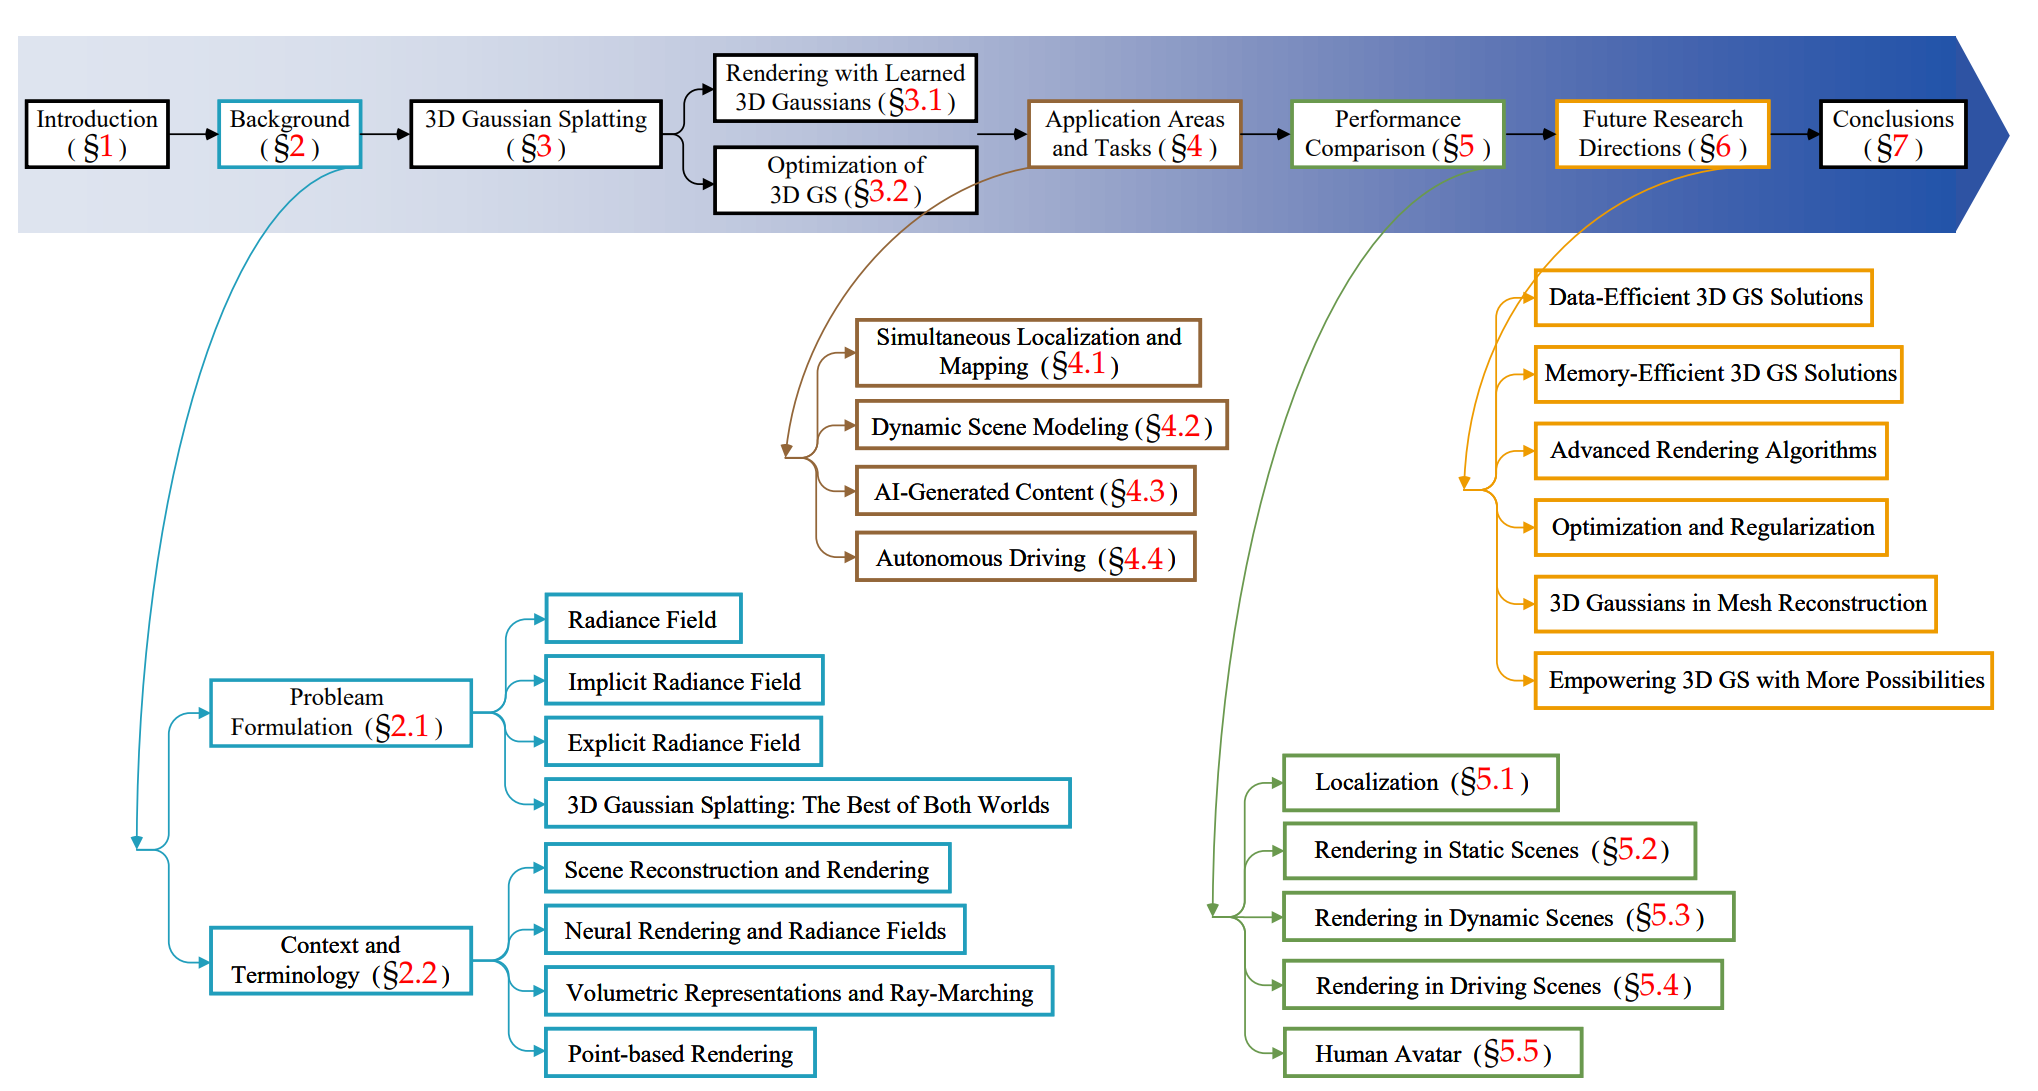 Introduction
(§1)
Background
(§2)
3D Gaussian Splatting
(§3)
Rendering with Learned
3D Gaussians (§3.1)
Optimization of
3D GS (§3.2)
Application Areas
and Tasks (§4)
Performance
Comparison (§5)
Future Research
Directions (§6)
Conclusions
(§7)
Simultaneous Localization and
Mapping (§4.1)
Dynamic Scene Modeling (§4.2)
AI-Generated Content (§4.3)
Autonomous Driving (§4.4)
Data-Efficient 3D GS Solutions
Memory-Efficient 3D GS Solutions
Advanced Rendering Algorithms
Optimization and Regularization
3D Gaussians in Mesh Reconstruction
Empowering 3D GS with More Possibilities
Probleam
Formulation (§2.1)
Radiance Field
Implicit Radiance Field
Explicit Radiance Field
3D Gaussian Splatting: The Best of Both Worlds
Context and
Terminology (§2.2)
Scene Reconstruction and Rendering
Neural Rendering and Radiance Fields
Volumetric Representations and Ray-Marching
Point-based Rendering
Localization (§5.1)
Rendering in Static Scenes (§5.2)
Rendering in Dynamic Scenes (§5.3)
Rendering in Driving Scenes (§5.4)
Human Avatar (§5.5)